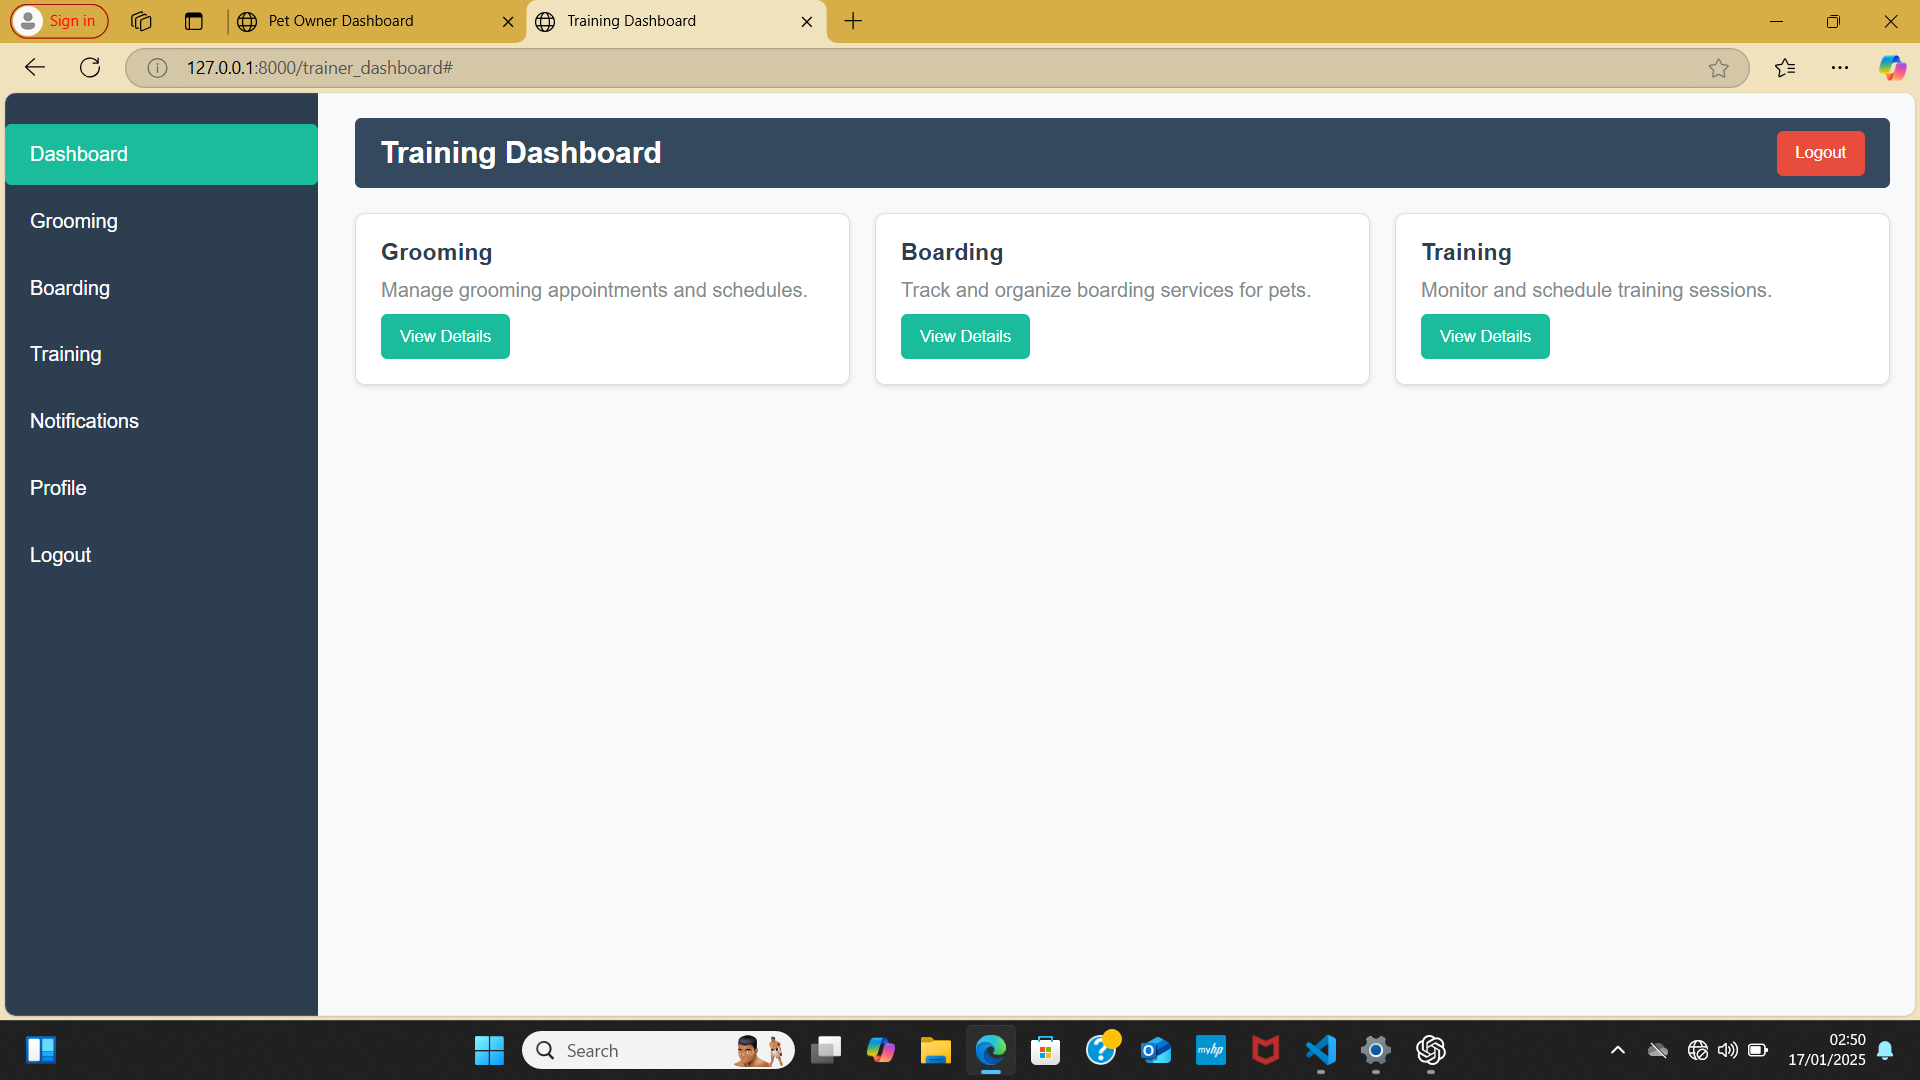 Sign in
Pet Owner Dashboard
Training Dashboard
127.0.0.1:8000/trainer_dashboard#
Dashboard
Grooming
Boarding
Training
Notifications
Profile
Logout
Training Dashboard
Logout
Grooming
Manage grooming appointments and schedules.
View Details
Boarding
Track and organize boarding services for pets.
View Details
Training
Monitor and schedule training sessions.
View Details
Search
myhp
02:50
17/01/2025